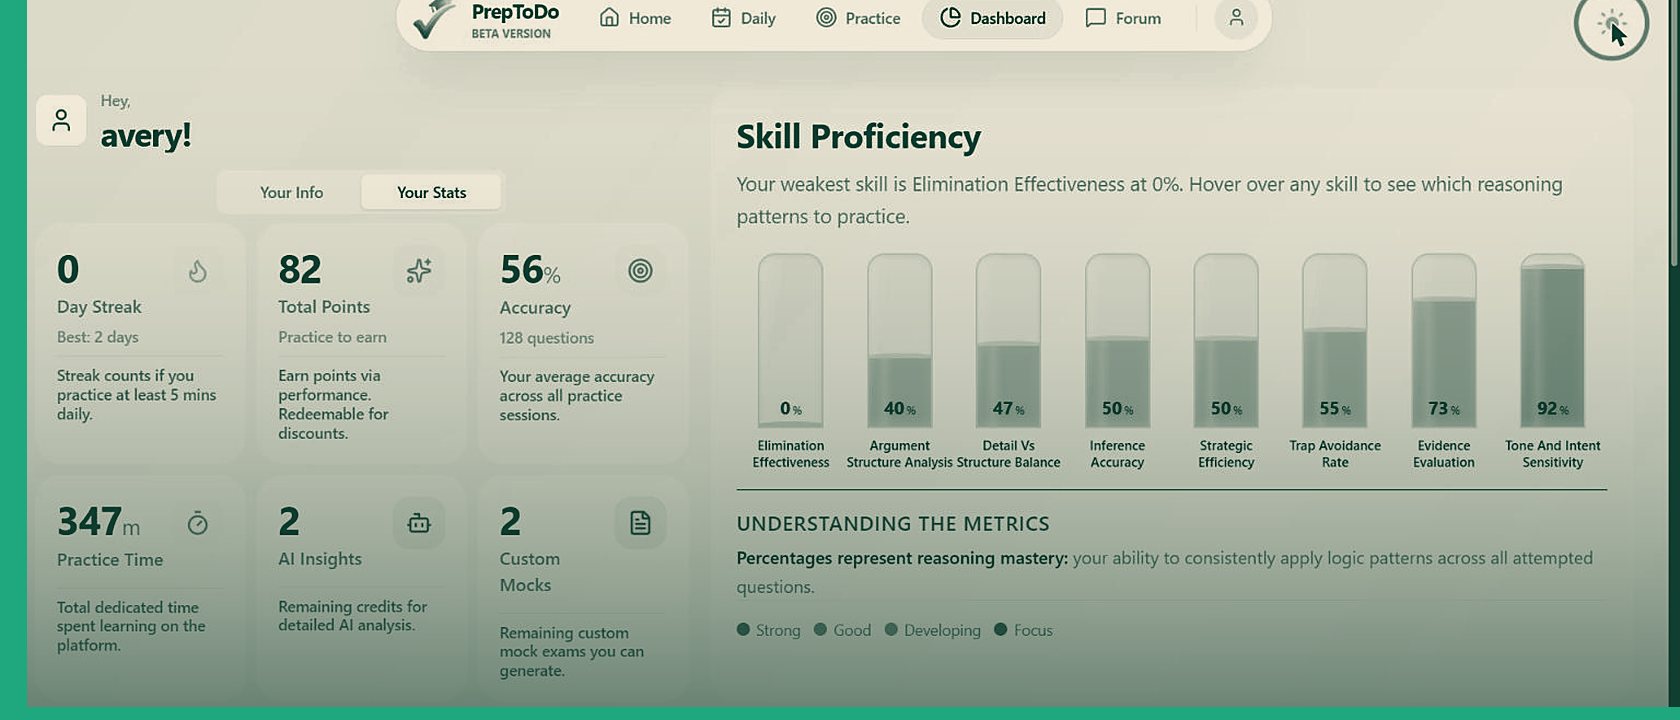 PrepToDo
BETA VERSION
Home
Daily
Practice
Dashboard
Forum
Hey,
avery!
Your Info
Your Stats
0
Day Streak
Best: 2 days
Streak counts if you
practice at least 5 mins
daily.
82
Total Points
Practice to earn
Earn points via
performance.
Redeemable for
discounts.
56%
Accuracy
128 questions
Your average accuracy
across all practice
sessions.
347m
Practice Time
Total dedicated time
spent learning on the
platform.
2
AI Insights
Remaining credits for
detailed AI analysis.
2
Custom
Mocks
Remaining custom
mock exams you can
generate.
Skill Proficiency
Your weakest skill is Elimination Effectiveness at 0%. Hover over any skill to see which reasoning
patterns to practice.
0%
Elimination
Effectiveness
40%
Argument
Structure Analysis
47%
Detail Vs
Structure Balance
50%
Inference
Accuracy
50%
Strategic
Efficiency
55%
Trap Avoidance
Rate
73%
Evidence
Evaluation
92%
Tone And Intent
Sensitivity
UNDERSTANDING THE METRICS
Percentages represent reasoning mastery: your ability to consistently apply logic patterns across all attempted
questions.
Strong
Good
Developing
Focus